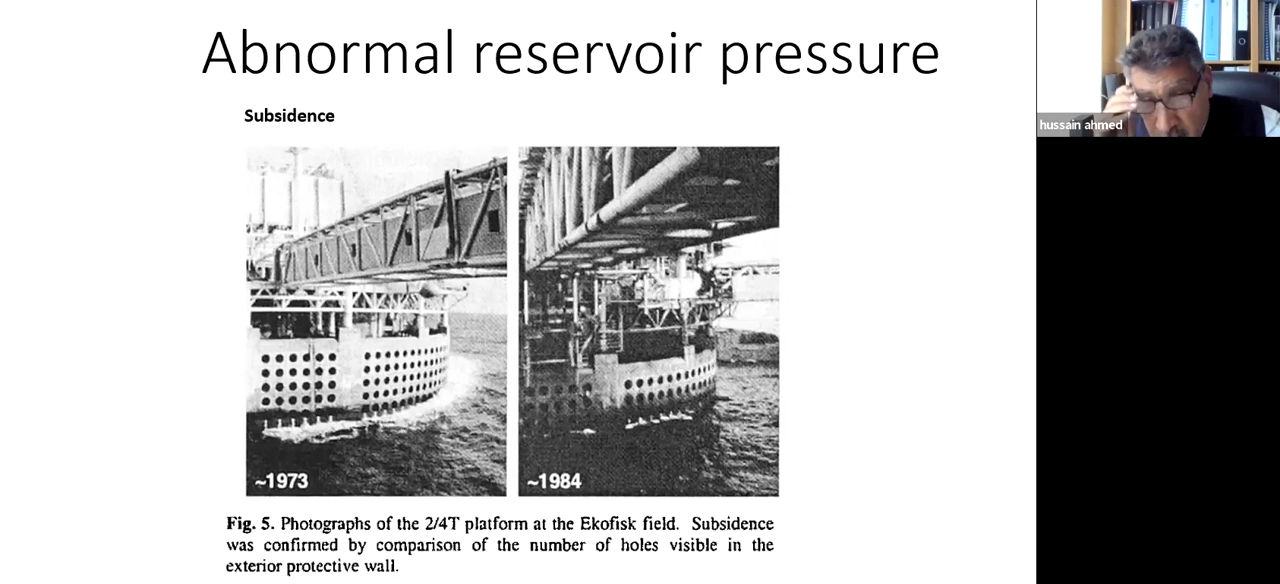 Abnormal reservoir pressure
hussain ahmed
Subsidence
~1973
~1984
Fig. 5. Photographs of the 2/4T platform at the Ekofisk field. Subsidence
was confirmed by comparison of the number of holes visible in the
exterior protective wall.